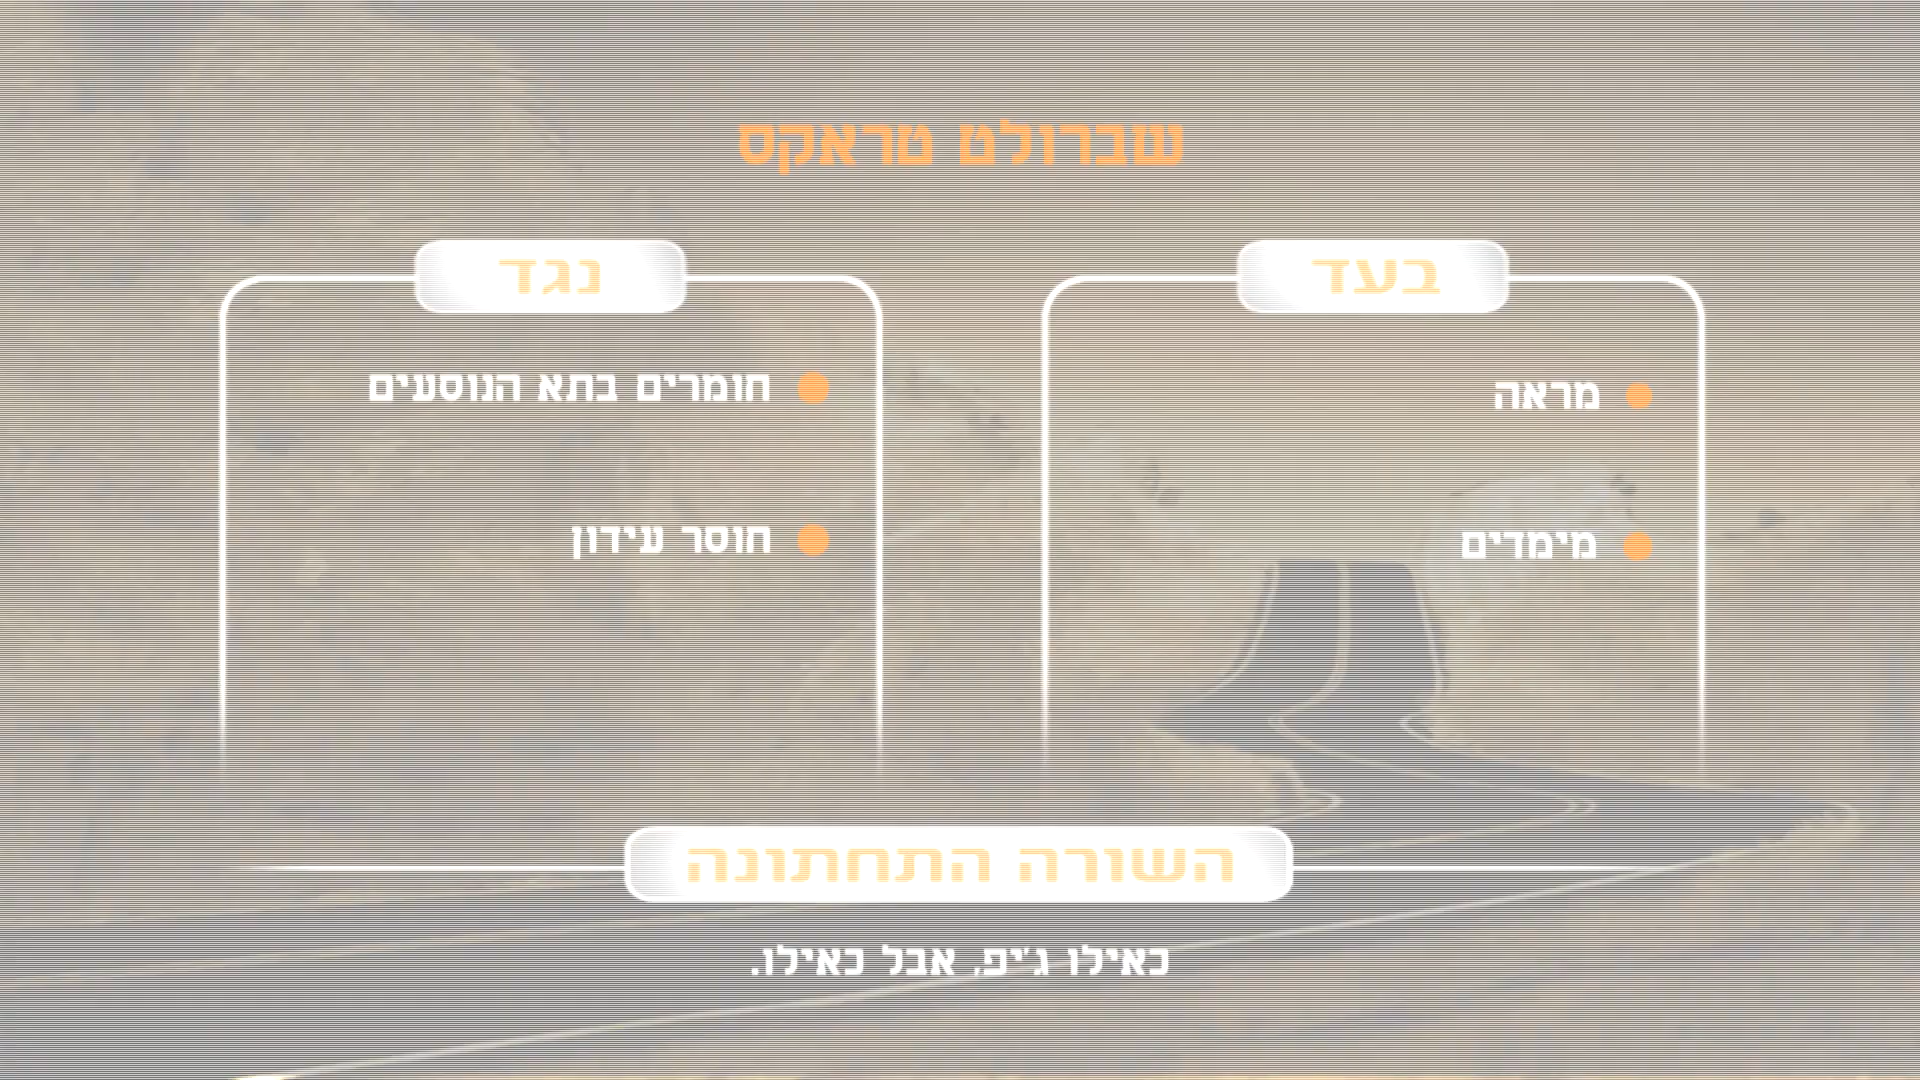 שברולט טראקס
בעד
מראה
מימדים
נגד
חומרים בתא הנוסעים
חוסר עידון
השורה התחתונה
כאילו ג'יפ, אבל כאילו.